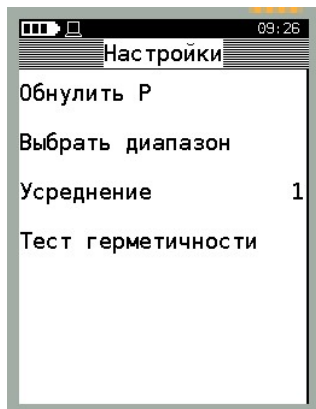 09:26
Настройки
Обнулить Р
Выбрать диапазон
Усреднение 1
Тест герметичности